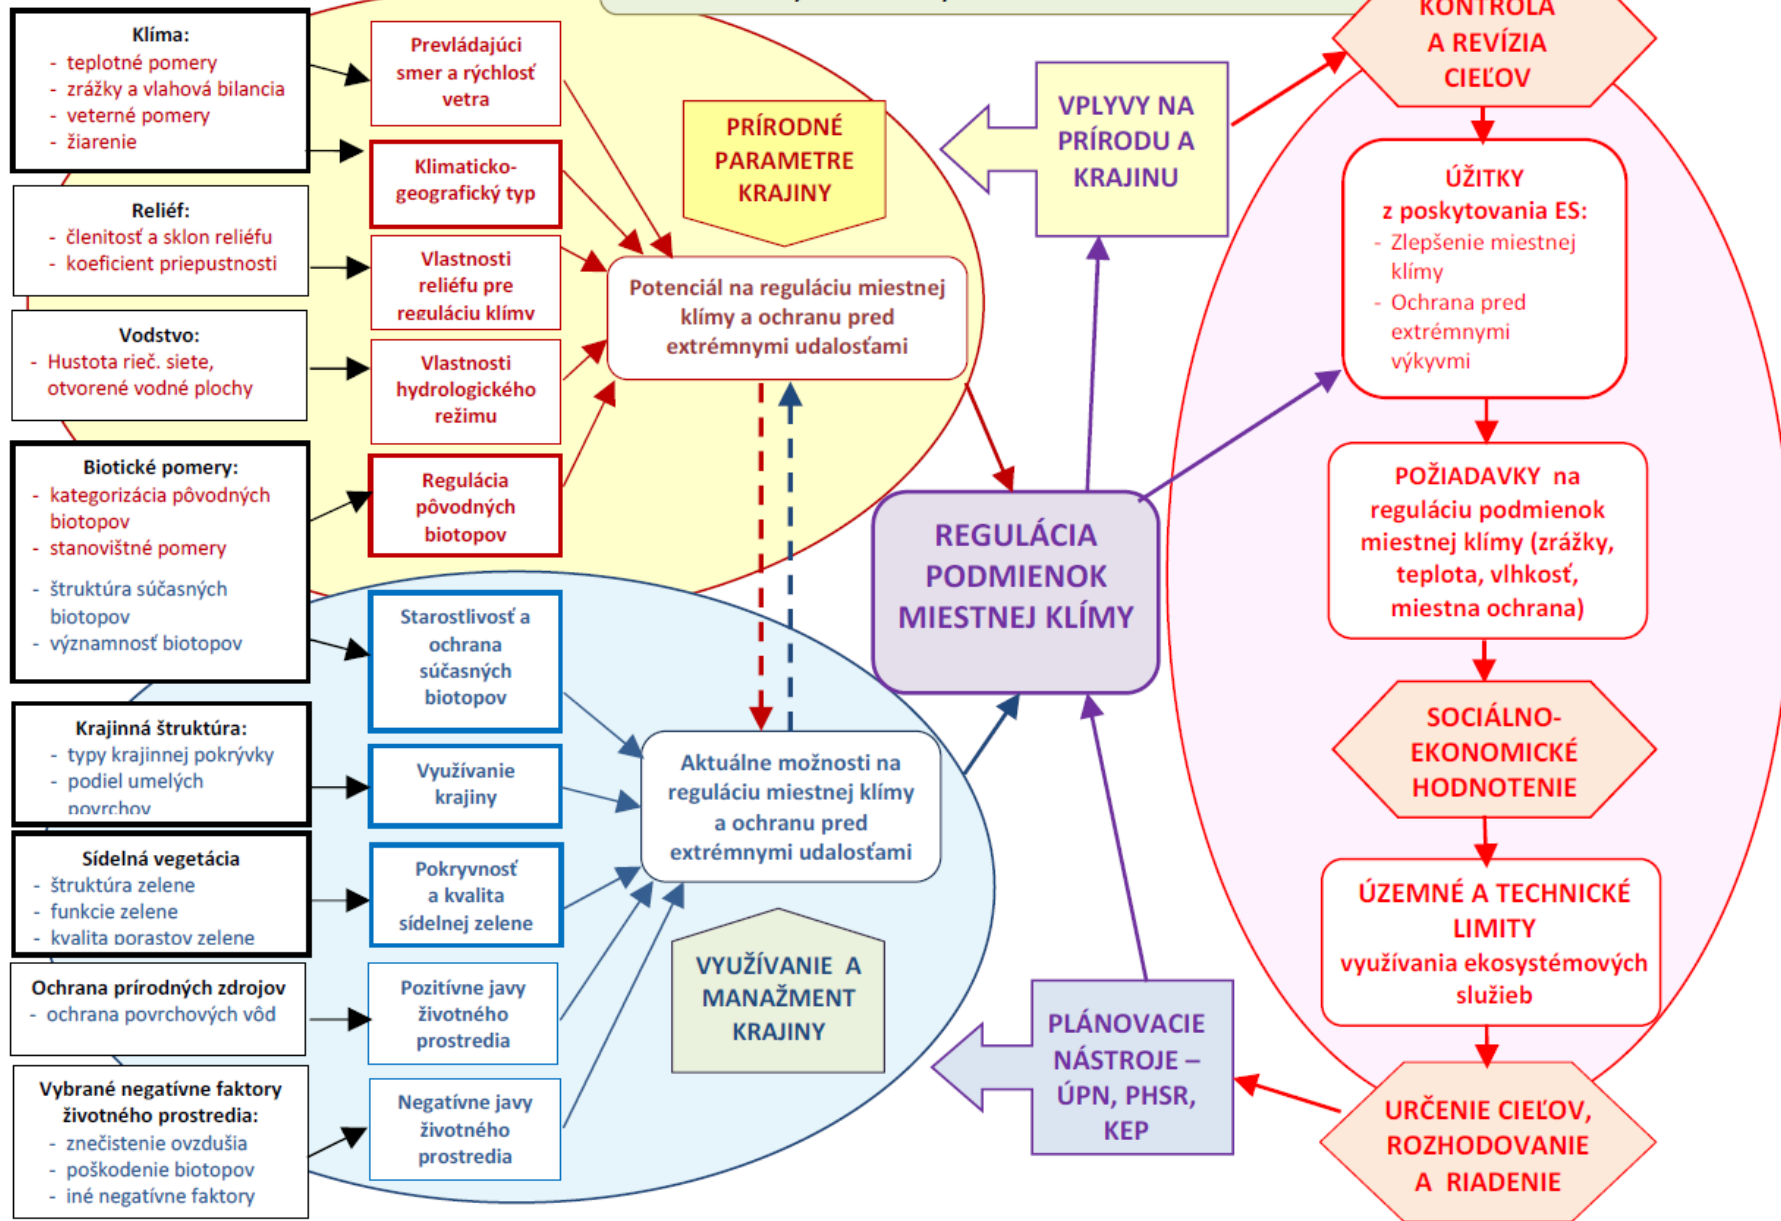 Klíma:
- teplotné pomery
- zrážky a vlahová bilancia
- veterné pomery
- žiarenie
Reliéf:
- členitosť a sklon reliéfu
- koeficient priepustnosti
Vodstvo:
- Hustota rieč. siete,
otvorené vodné plochy
Biotické pomery:
- kategorizácia pôvodných
biotopov
- stanovištné pomery
- štruktúra súčasných
biotopov
- významnosť biotopov
Krajinná štruktúra:
- typy krajinnej pokrývky
- podiel umelých
povrchov
Sídelná vegetácia
- štruktúra zelene
- funkcie zelene
- kvalita porastov zelene
Ochrana prírodných zdrojov
- ochrana povrchových vôd
Vybrané negatívne faktory
životného prostredia:
- znečistenie ovzdušia
- poškodenie biotopov
- iné negatívne faktory
Prevládajúci
smer a rýchlosť
vetra
Klimaticko-
geografický typ
Vlastnosti
reliéfu pre
reguláciu klímy
Vlastnosti
hydrologického
režimu
Regulácia
pôvodných
biotopov
Starostlivosť a
ochrana
súčasných
biotopov
Využívanie
krajiny
Pokryvnosť
a kvalita
sídelnej zelene
Pozitívne javy
životného
prostredia
Negatívne javy
životného
prostredia
PRÍRODNÉ
PARAMETRE
KRAJINY
Potenciál na reguláciu miestnej
klímy a ochranu pred
extrémnymi udalosťami
Aktuálne možnosti na
reguláciu miestnej klímy
a ochranu pred
extrémnymi udalosťami
VYUŽÍVANIE A
MANAŽMENT
KRAJINY
VPLYVY NA
PRÍRODU A
KRAJINU
REGULÁCIA
PODMIENOK
MIESTNEJ KLÍMY
PLÁNOVACIE
NÁSTROJE –
ÚPN, PHSR,
KEP
KONTROLA
A REVÍZIA
CIEĽOV
ÚŽITKY
z poskytovania ES:
- Zlepšenie miestnej
klímy
- Ochrana pred
extrémnymi
výkyvmi
POŽIADAVKY na
reguláciu podmienok
miestnej klímy (zrážky,
teplota, vlhkosť,
miestna ochrana)
SOCIÁLNO-
EKONOMICKÉ
HODNOTENIE
ÚZEMNÉ A TECHNICKÉ
LIMITY
využívania ekosystémových
služieb
URČENIE CIEĽOV,
ROZHODOVANIE
A RIADENIE